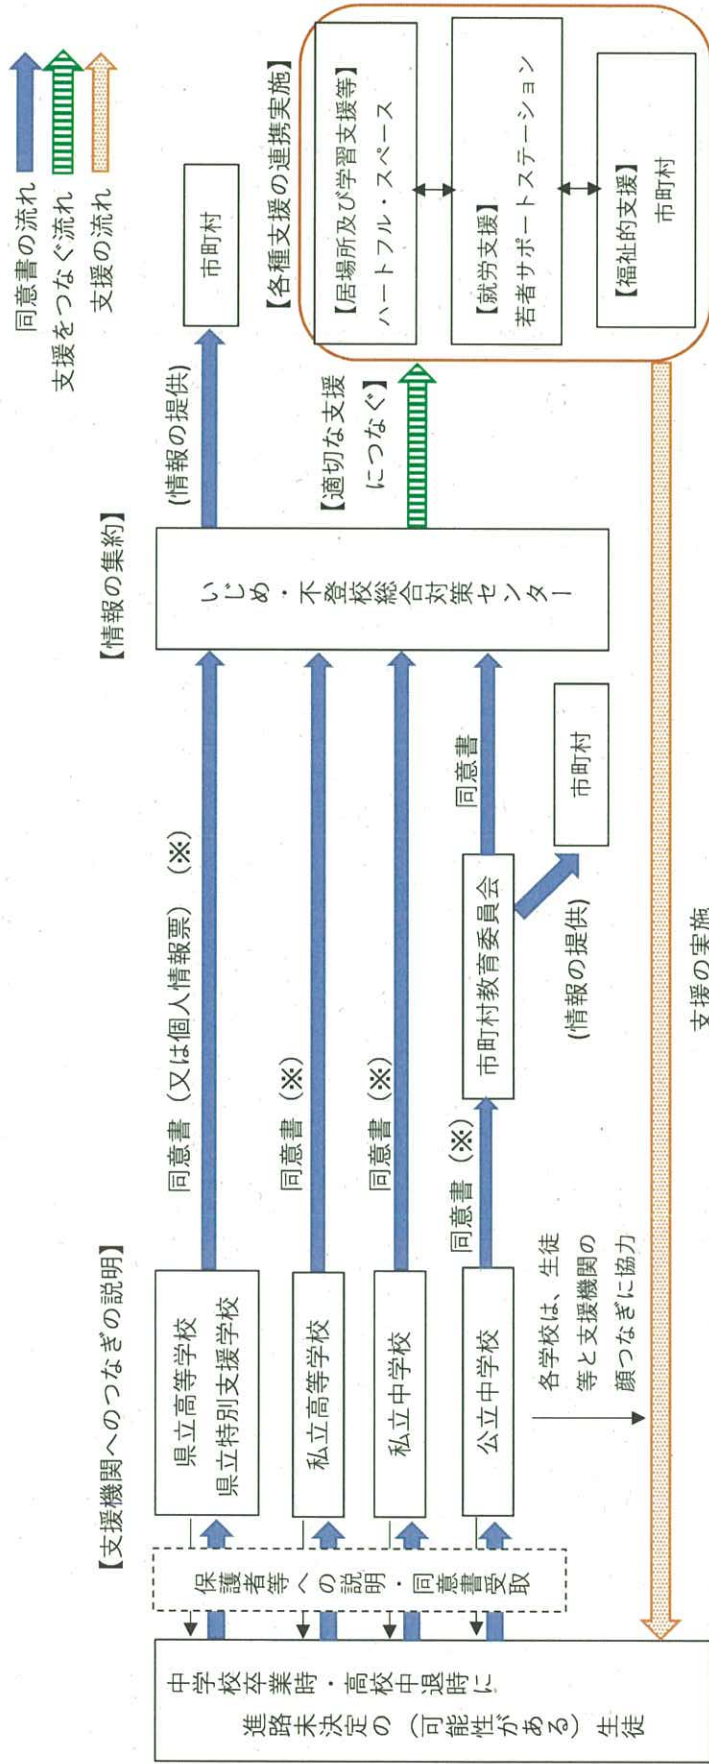 同意書の流れ
支援をつなぐ流れ
支援の流れ
【支援機関へのつなぎの説明】
【情報の集約】
【各種支援の連携実施】
中学校卒業時・高校中退時に
進路未決定の（可能性がある）生徒
保護者等への説明・同意書受取
県立高等学校
県立特別支援学校
私立高等学校
私立中学校
公立中学校
同意書（又は個人情報票）（※）
同意書（※）
同意書（※）
同意書（※）
市町村教育委員会
同意書
(情報の提供)
市町村
いじめ・不登校総合対策センター
(情報の提供)
市町村
【適切な支援
につなぐ】
【居場所及び学習支援等】
ハートフル・スペース
【就労支援】
若者サポートステーション
【福祉的支援】
市町村
各学校は、生徒
等と支援機関の
顔つなぎに協力
支援の実施